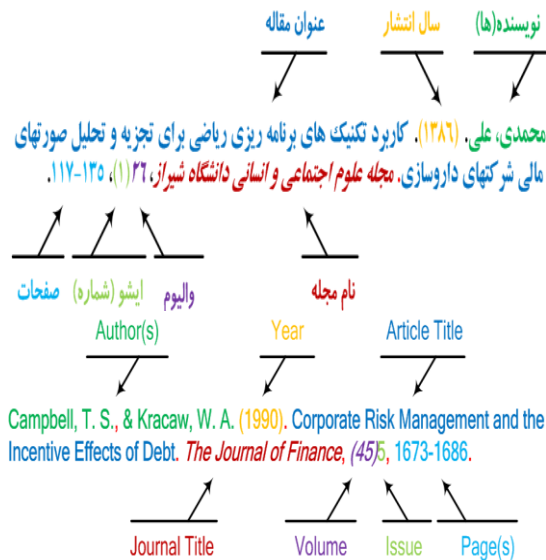 نویسنده(ها) سال انتشار عنوان مقاله
محمدی، علی. (۱۳۸۶). کاربرد تکنیک های برنامه ریزی ریاضی برای تجزیه و تحلیل صورتهای
مالی شرکتهای داروسازی. مجله علوم اجتماعی و انسانی دانشگاه شیراز، ۲۶(۱)، ۱۳۵-۱۱۷.
نام مجله
والیوم ایشو (شماره) صفحات
Author(s) Year Article Title
Campbell, T. S., & Kracaw, W. A. (1990). Corporate Risk Management and the
Incentive Effects of Debt. The Journal of Finance, (45)5, 1673-1686.
Journal Title Volume Issue Page(s)